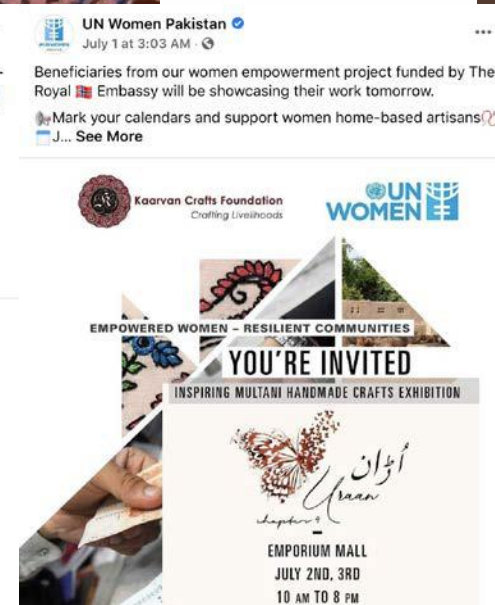 UN Women Pakistan
July 1 at 3:03 AM
Beneficiaries from our women empowerment project funded by The
Royal 🇳🇴 Embassy will be showcasing their work tomorrow.
Mark your calendars and support women home-based artisans
J... See More
Kaarvan Crafts Foundation
Crafting Livelihoods
UN
WOMEN
EMPOWERED WOMEN – RESILIENT COMMUNITIES
YOU'RE INVITED
INSPIRING MULTANI HANDMADE CRAFTS EXHIBITION
اُڑان
Uraan
EMPORIUM MALL
JULY 2ND, 3RD
10 AM TO 8 PM